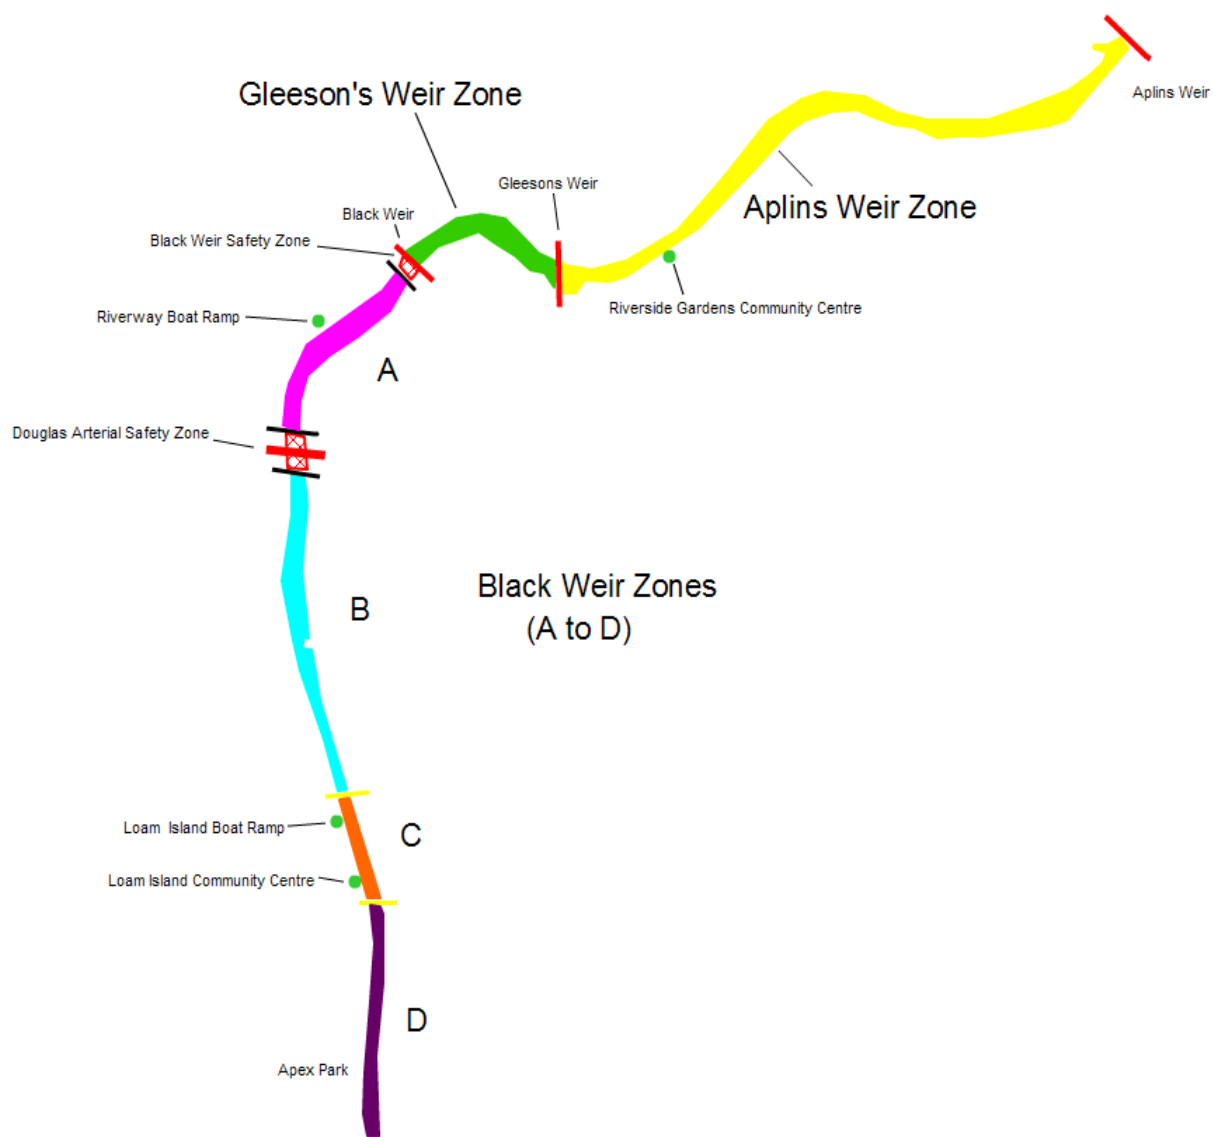 Aplins Weir
Gleeson's Weir Zone
Gleesons Weir
Aplins Weir Zone
Black Weir
Black Weir Safety Zone
Riverside Gardens Community Centre
Riverway Boat Ramp
A
Douglas Arterial Safety Zone
Black Weir Zones
(A to D)
B
Loam  Island Boat Ramp
C
Loam Island Community Centre
D
Apex Park